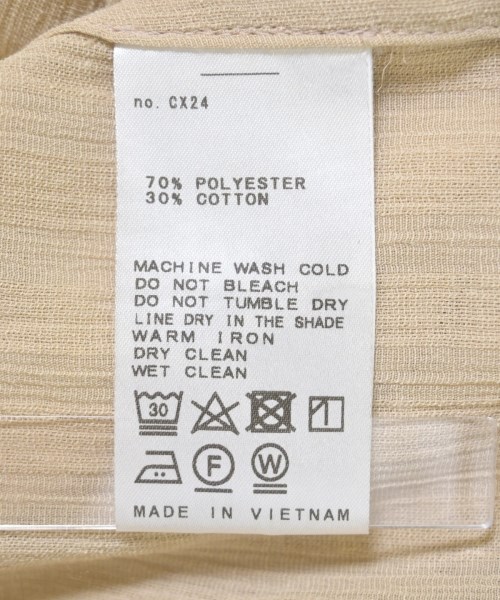 no. CX24
70% POLYESTER
30% COTTON
MACHINE WASH COLD
DO NOT BLEACH
DO NOT TUMBLE DRY
LINE DRY IN THE SHADE
WARM IRON
DRY CLEAN
WET CLEAN
30
F W
MADE IN VIETNAM